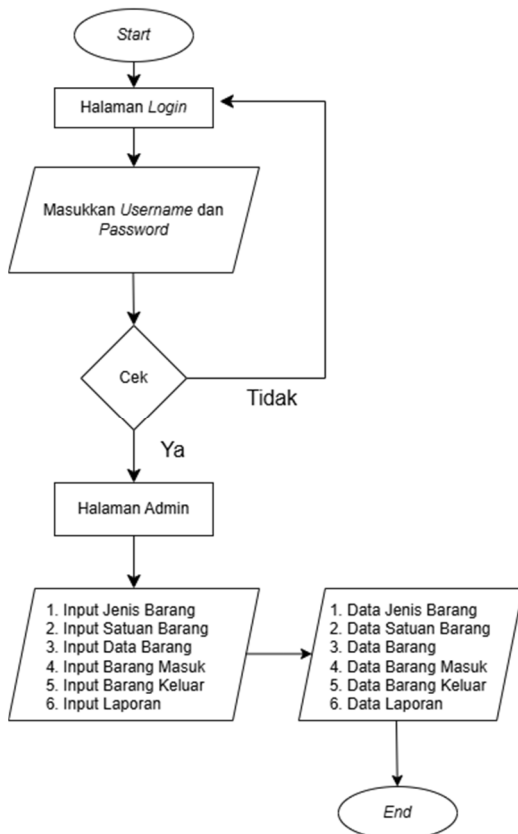 Start
Halaman Login
Masukkan Username dan
Password
Cek
Tidak
Ya
Halaman Admin
1. Input Jenis Barang
2. Input Satuan Barang
3. Input Data Barang
4. Input Barang Masuk
5. Input Barang Keluar
6. Input Laporan
1. Data Jenis Barang
2. Data Satuan Barang
3. Data Barang
4. Data Barang Masuk
5. Data Barang Keluar
6. Data Laporan
End